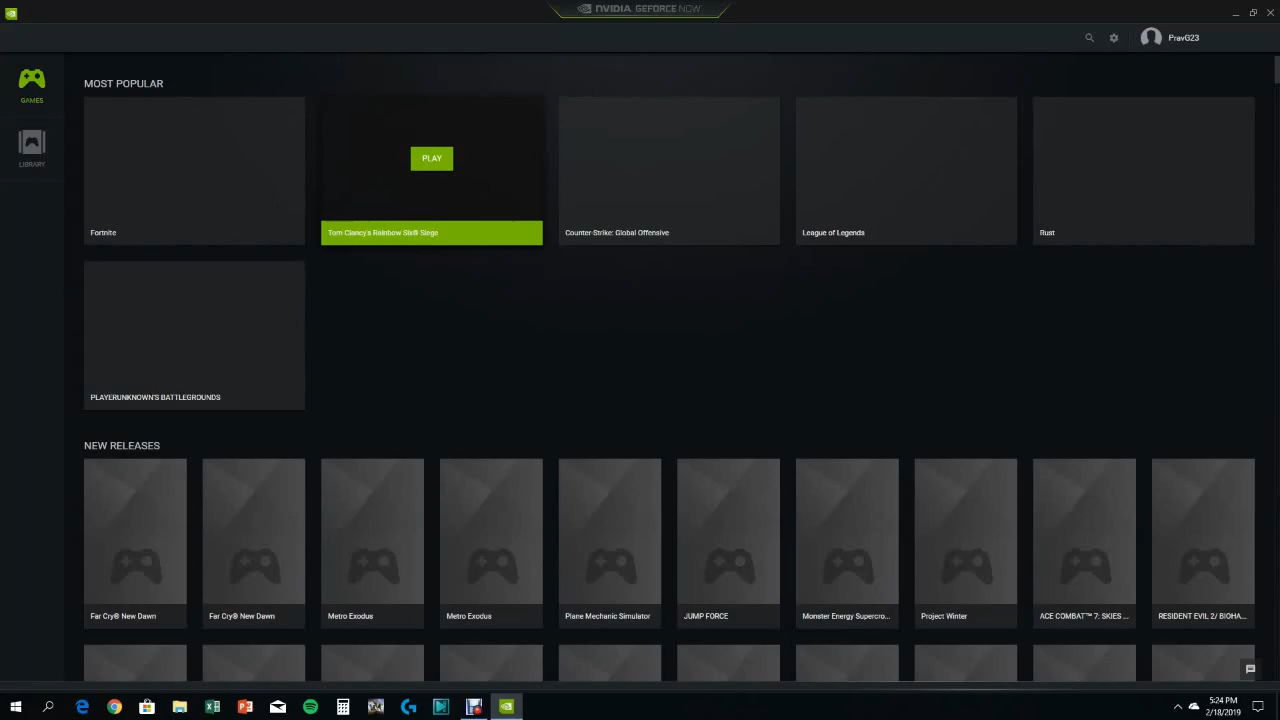 NVIDIA GEFORCE NOW
PravG23
GAMES
LIBRARY
MOST POPULAR
PLAY
Fortnite
Tom Clancy's Rainbow Six® Siege
Counter-Strike: Global Offensive
League of Legends
Rust
PLAYERUNKNOWN'S BATTLEGROUNDS
NEW RELEASES
Far Cry® New Dawn
Far Cry® New Dawn
Metro Exodus
Metro Exodus
Plane Mechanic Simulator
JUMP FORCE
Monster Energy Supercro...
Project Winter
ACE COMBAT™ 7: SKIES ...
RESIDENT EVIL 2/ BIOHA...
5:24 PM
2/18/2019